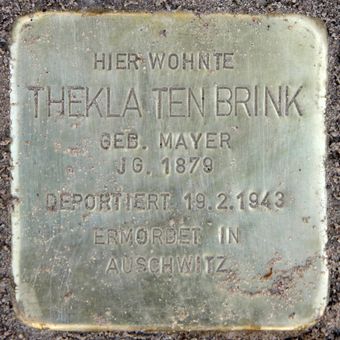 HIER WOHNTE
THEKLA TEN BRINK
GEB. MAYER
JG. 1879
DEPORTIERT 19.2.1943
ERMORDET IN
AUSCHWITZ